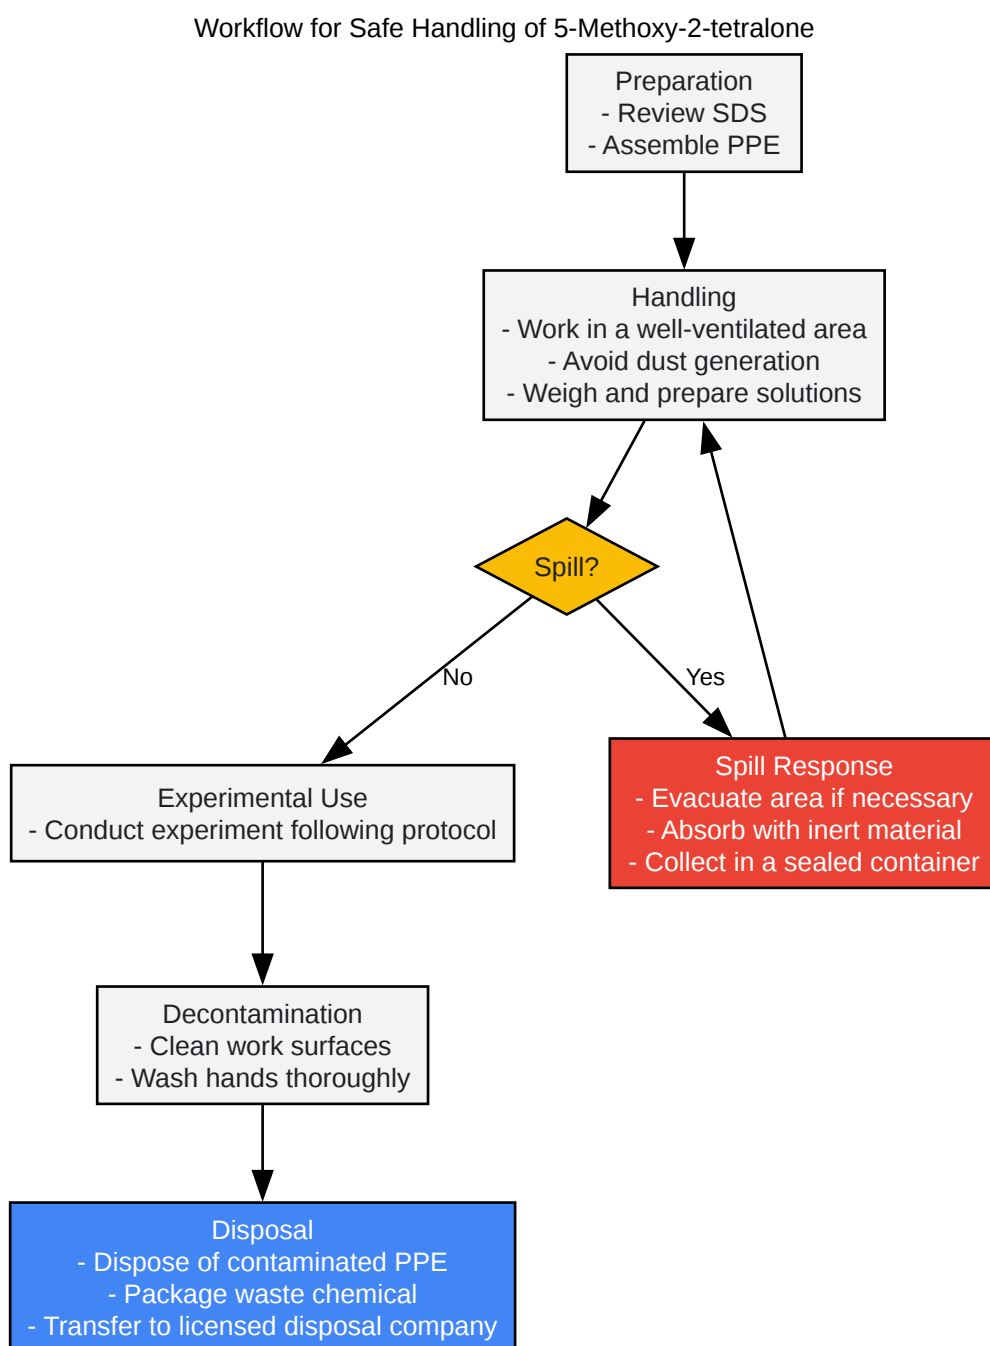 Workflow for Safe Handling of 5-Methoxy-2-tetralone
Preparation
- Review SDS
- Assemble PPE
Handling
- Work in a well-ventilated area
- Avoid dust generation
- Weigh and prepare solutions
Spill?
No
Yes
Spill Response
- Evacuate area if necessary
- Absorb with inert material
- Collect in a sealed container
Experimental Use
- Conduct experiment following protocol
Decontamination
- Clean work surfaces
- Wash hands thoroughly
Disposal
- Dispose of contaminated PPE
- Package waste chemical
- Transfer to licensed disposal company